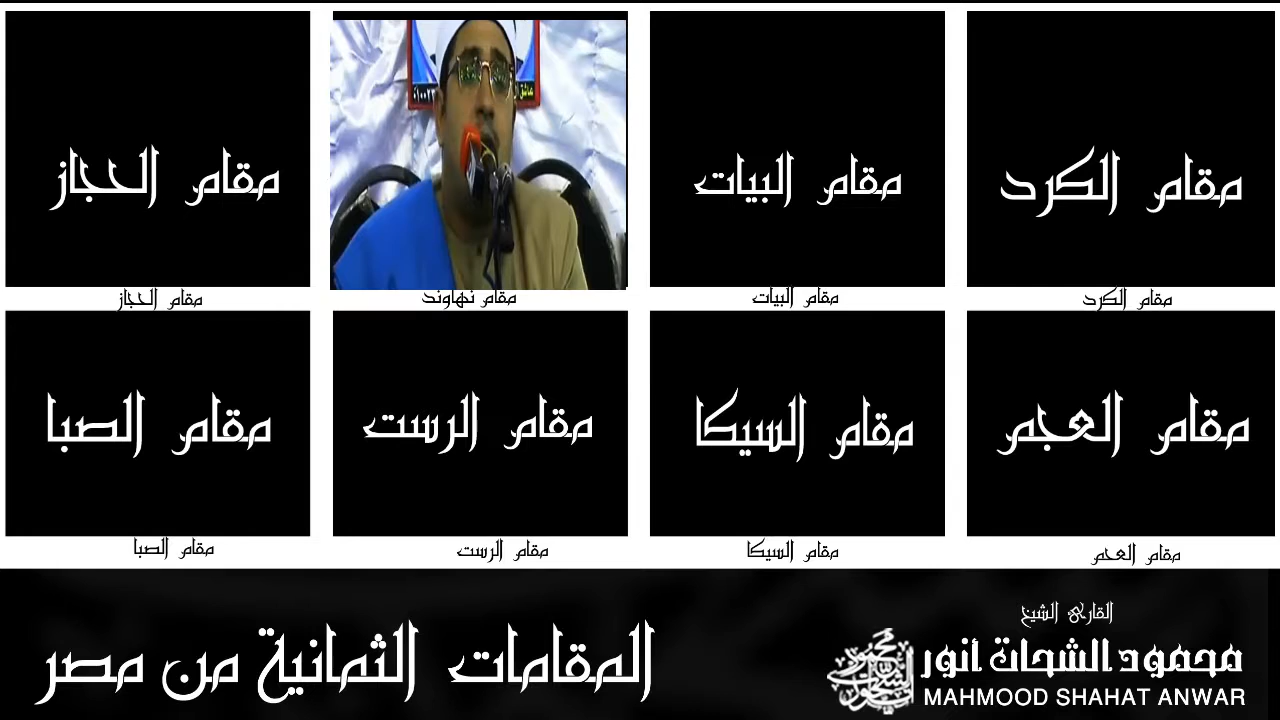 مقام الكرد
مقام البيات
عاشق
مقام الحجاز
مقام الكرد
مقام البيات
مقام نهاوند
مقام الحجاز
مقام العجم
مقام السيكا
مقام الرست
مقام الصبا
مقام العجم
مقام السيكا
مقام الرست
مقام الصبا
القارئ الشيخ
محمود الشحات أنور
MAHMOOD SHAHAT ANWAR
المقامات الثمانية من مصر